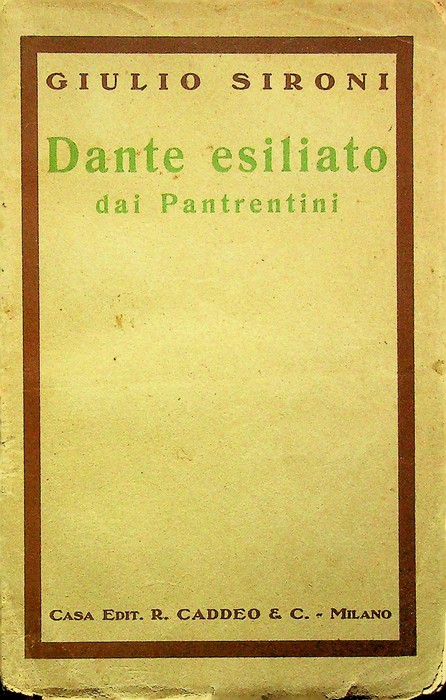 GIULIO SIRONI
Dante esiliato
dai Pantrentini
CASA EDIT. R. CADDEO & C. - MILANO